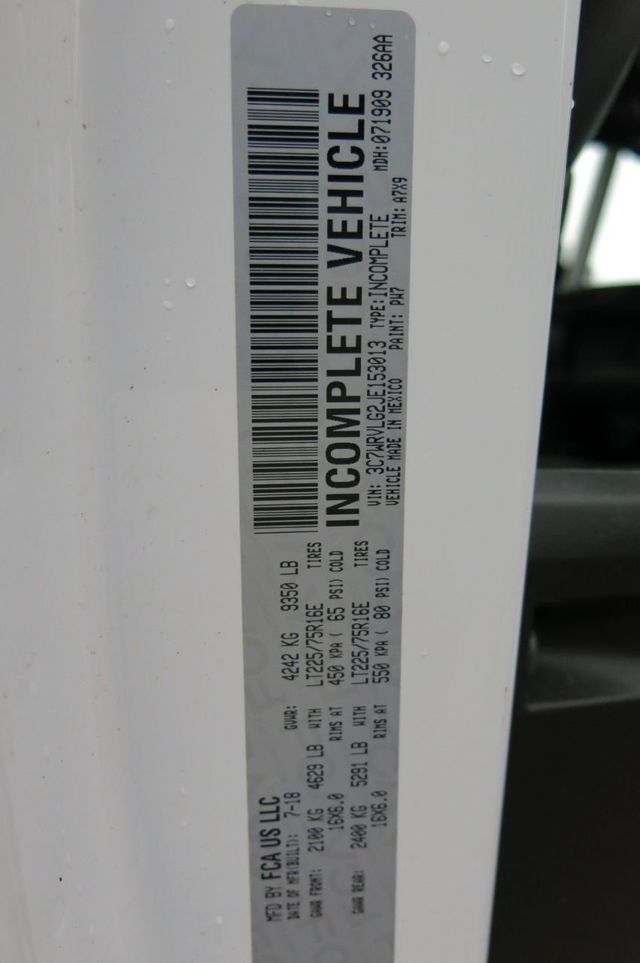 MFD BY FCA US LLC
DATE OF MFR(BUILT): 7-18 GVWR: 4242 KG 9350 LB
GAWR FRONT: 2100 KG 4629 LB WITH LT225/75R16E TIRES
16X6.0 RIMS AT 450 KPA ( 65 PSI) COLD
GAWR REAR: 2400 KG 5291 LB WITH LT225/75R16E TIRES
16X6.0 RIMS AT 550 KPA ( 80 PSI) COLD
INCOMPLETE VEHICLE
MDH:071909 326AA
VIN: 3C7WRVLG2JE153013 TYPE:INCOMPLETE
VEHICLE MADE IN MEXICO PAINT: PW7 TRIM: A7X9